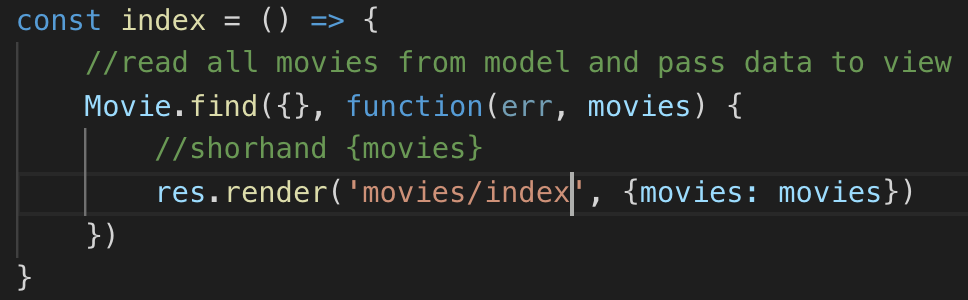 const index = () => {
    //read all movies from model and pass data to view
    Movie.find({}, function(err, movies) {
        //shorhand {movies}
        res.render('movies/index', {movies: movies})
    })
}